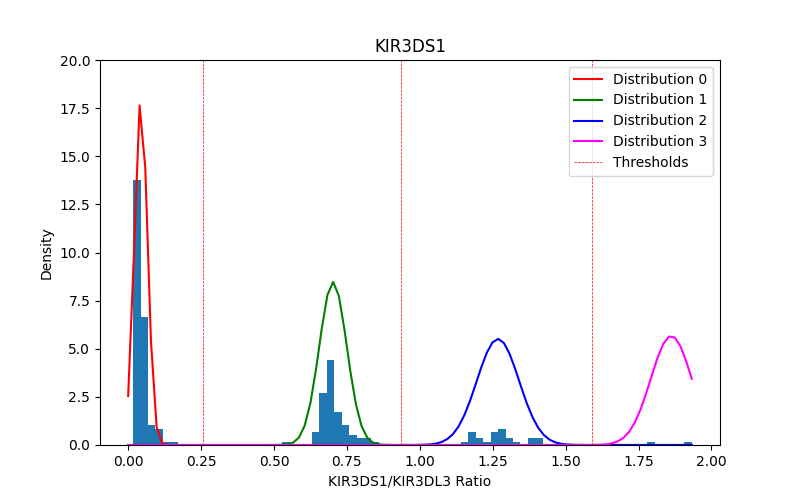 KIR3DS1
Density
20.0
17.5
15.0
12.5
10.0
7.5
5.0
2.5
0.0
Distribution 0
Distribution 1
Distribution 2
Distribution 3
Thresholds
0.00 0.25 0.50 0.75 1.00 1.25 1.50 1.75 2.00
KIR3DS1/KIR3DL3 Ratio